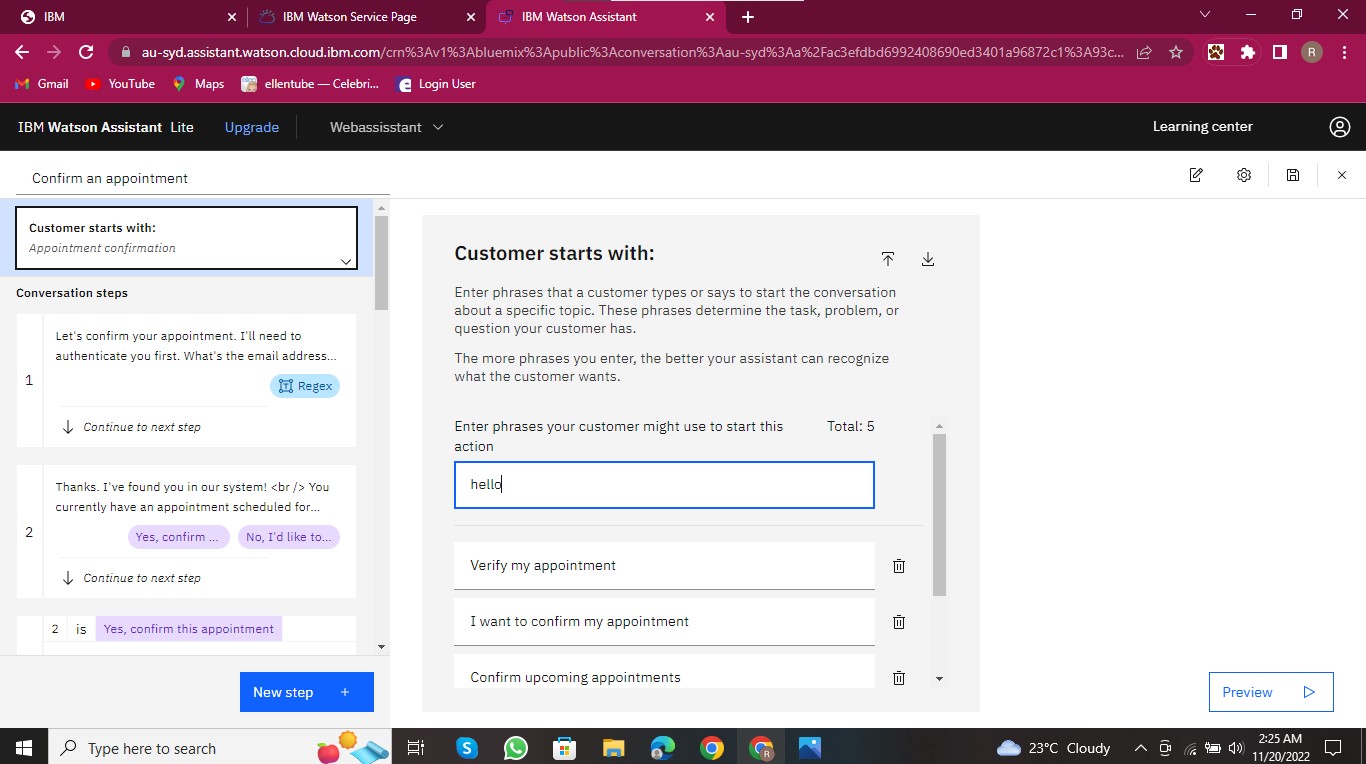 IBM
IBM Watson Service Page
IBM Watson Assistant
au-syd.assistant.watson.cloud.ibm.com/crn%3Av1%3Abluemix%3Apublic%3Aconversation%3Aau-syd%3Aa%2Fac3efdbd6992408690ed3401a96872c1%3A93c...
R
Gmail
YouTube
Maps
ellentube — Celebri...
Login User
IBM Watson Assistant Lite
Upgrade
Webassisstant
Learning center
Confirm an appointment
Customer starts with:
Appointment confirmation
Conversation steps
1
Let's confirm your appointment. I'll need to
authenticate you first. What's the email address...
Regex
Continue to next step
2
Thanks. I've found you in our system! <br /> You
currently have an appointment scheduled for...
Yes, confirm ...
No, I'd like to...
Continue to next step
2 is Yes, confirm this appointment
New step +
Customer starts with:
Enter phrases that a customer types or says to start the conversation
about a specific topic. These phrases determine the task, problem, or
question your customer has.
The more phrases you enter, the better your assistant can recognize
what the customer wants.
Enter phrases your customer might use to start this
action
Total: 5
hello
Verify my appointment
I want to confirm my appointment
Confirm upcoming appointments
Preview
Type here to search
23°C Cloudy
2:25 AM
11/20/2022